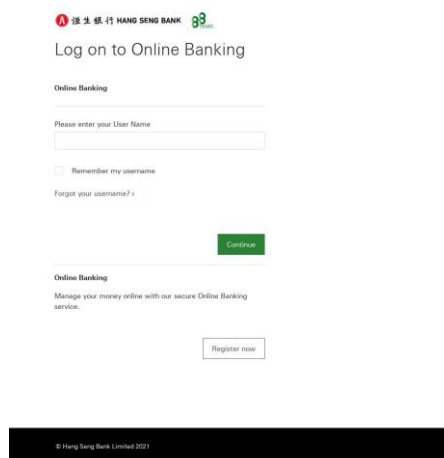 恒生銀行 HANG SENG BANK 88 YEARS
Log on to Online Banking
Online Banking
Please enter your User Name
Remember my username
Forgot your username? ›
Continue
Online Banking
Manage your money online with our secure Online Banking
service.
Register now
© Hang Seng Bank Limited 2021